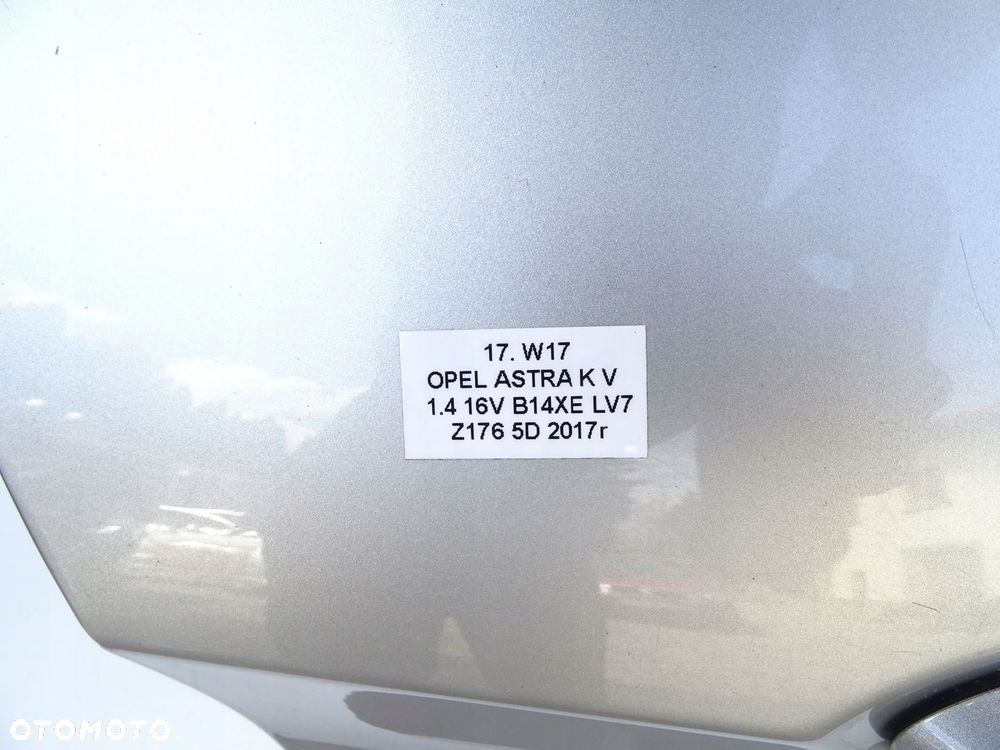 17. W17
OPEL ASTRA K V
1.4 16V B14XE LV7
Z176 5D 2017r
OTOMOTO